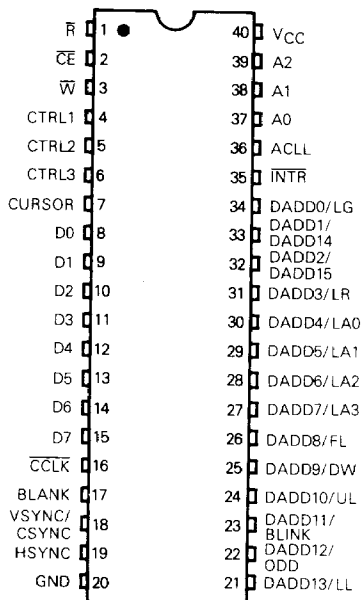 R̅ 1 40 VCC
C̅E̅ 2 39 A2
W̅ 3 38 A1
CTRL1 4 37 A0
CTRL2 5 36 ACLL
CTRL3 6 35 I̅N̅T̅R̅
CURSOR 7 34 DADD0/LG
D0 8 33 DADD1/
DADD14
D1 9 32 DADD2/
DADD15
D2 10 31 DADD3/LR
D3 11 30 DADD4/LA0
D4 12 29 DADD5/LA1
D5 13 28 DADD6/LA2
D6 14 27 DADD7/LA3
D7 15 26 DADD8/FL
C̅C̅L̅K̅ 16 25 DADD9/DW
BLANK 17 24 DADD10/UL
VSYNC/
CSYNC 18 23 DADD11/
BLINK
HSYNC 19 22 DADD12/
ODD
GND 20 21 DADD13/LL